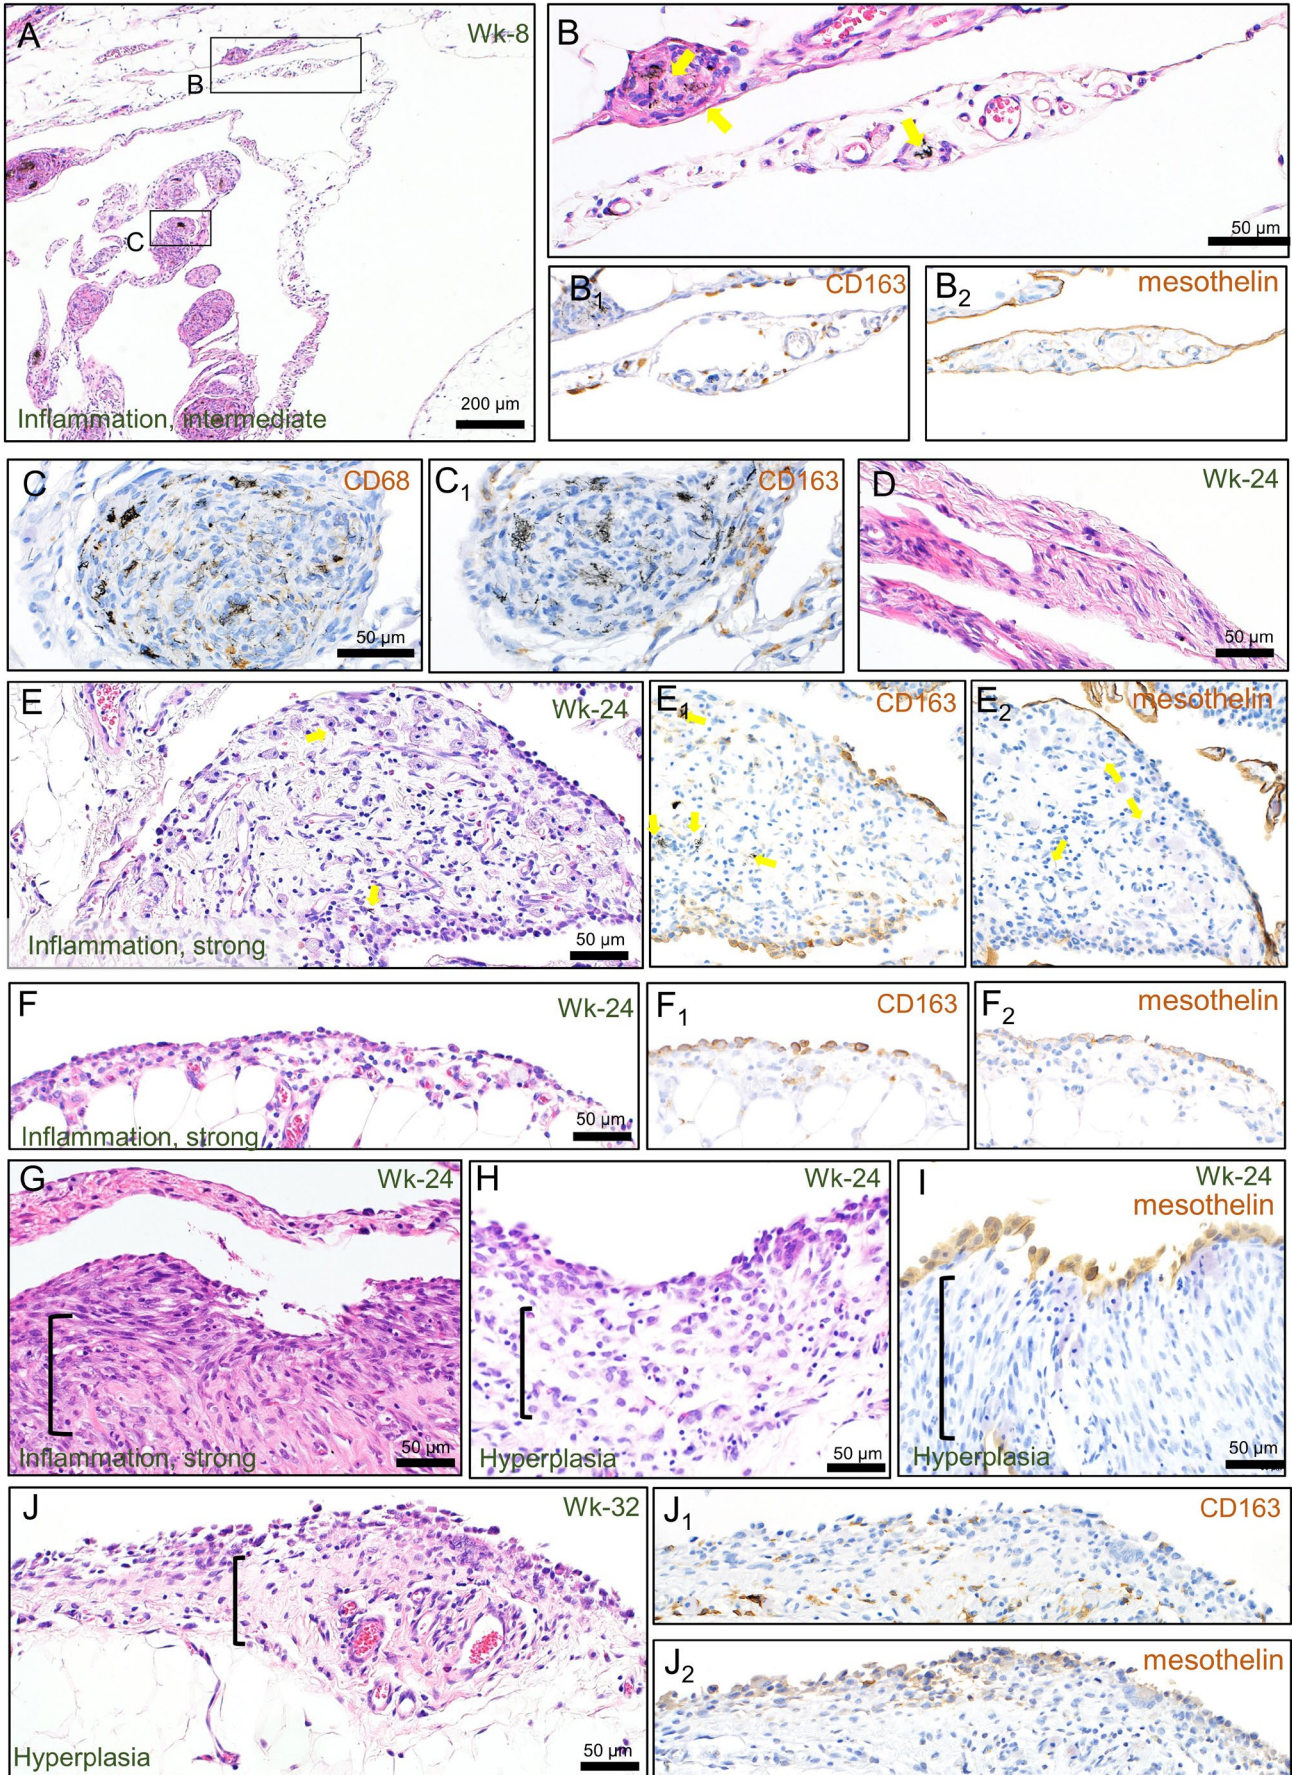 A
Wk-8
B
C
Inflammation, intermediate
200 µm
B
50 µm
B1
CD163
B2
mesothelin
C
CD68
50 µm
C1
CD163
D
Wk-24
50 µm
E
Wk-24
Inflammation, strong
50 µm
E1
CD163
E2
mesothelin
F
Wk-24
Inflammation, strong
50 µm
F1
CD163
F2
mesothelin
G
Wk-24
Inflammation, strong
50 µm
H
Wk-24
Hyperplasia
50 µm
I
Wk-24
mesothelin
Hyperplasia
50 µm
J
Wk-32
Hyperplasia
50 µm
J1
CD163
J2
mesothelin